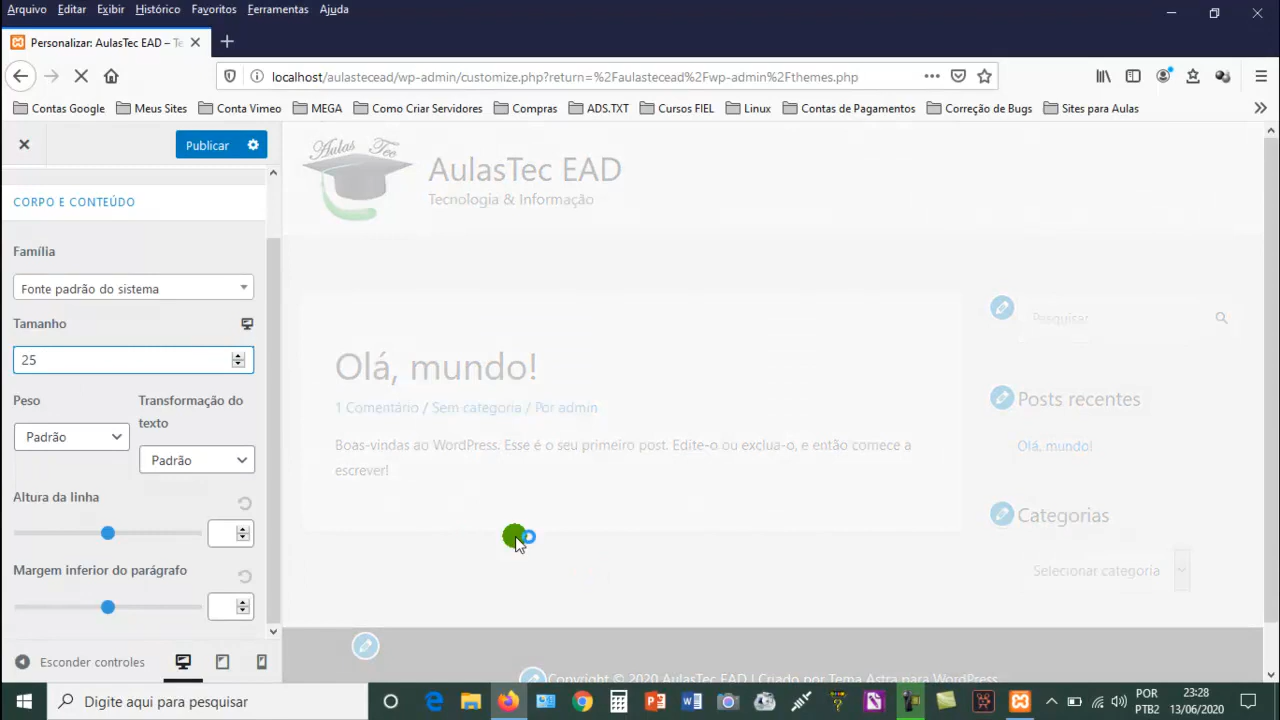 Arquivo Editar Exibir Histórico Favoritos Ferramentas Ajuda
Personalizar: AulasTec EAD – Te
localhost/aulastecead/wp-admin/customize.php?return=%2Faulastecead%2Fwp-admin%2Fthemes.php
Contas Google Meus Sites Conta Vimeo MEGA Como Criar Servidores Compras ADS.TXT Cursos FIEL Linux Contas de Pagamentos Correção de Bugs Sites para Aulas
Publicar
CORPO E CONTEÚDO
Família
Fonte padrão do sistema
Tamanho
25
Peso
Transformação do
texto
Padrão
Padrão
Altura da linha
Margem inferior do parágrafo
Esconder controles
Aulas Tec
AulasTec EAD
Tecnologia & Informação
Olá, mundo!
1 Comentário / Sem categoria / Por admin
Boas-vindas ao WordPress. Esse é o seu primeiro post. Edite-o ou exclua-o, e então comece a
escrever!
Pesquisar
Posts recentes
Olá, mundo!
Categorias
Selecionar categoria
Copyright © 2020 AulasTec EAD | Criado por Tema Astra para WordPress
Digite aqui para pesquisar
POR
PTB2
23:28
13/06/2020